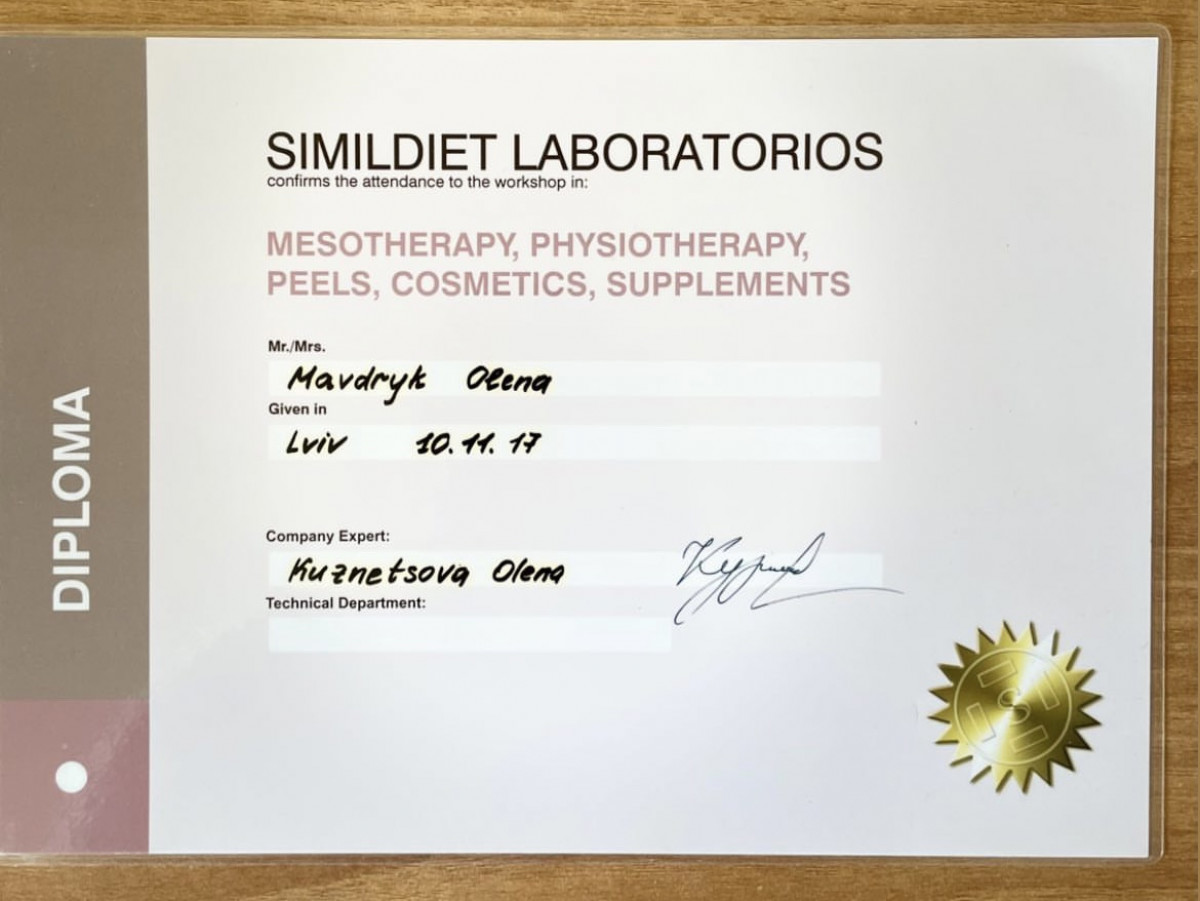 SIMILDIET LABORATORIOS
confirms the attendance to the workshop in:
MESOTHERAPY, PHYSIOTHERAPY,
PEELS, COSMETICS, SUPPLEMENTS
Mr./Mrs.
Mavdryk Olena
Given in
Lviv 10.11.17
Company Expert:
Kuznetsova Olena
Technical Department:
DIPLOMA